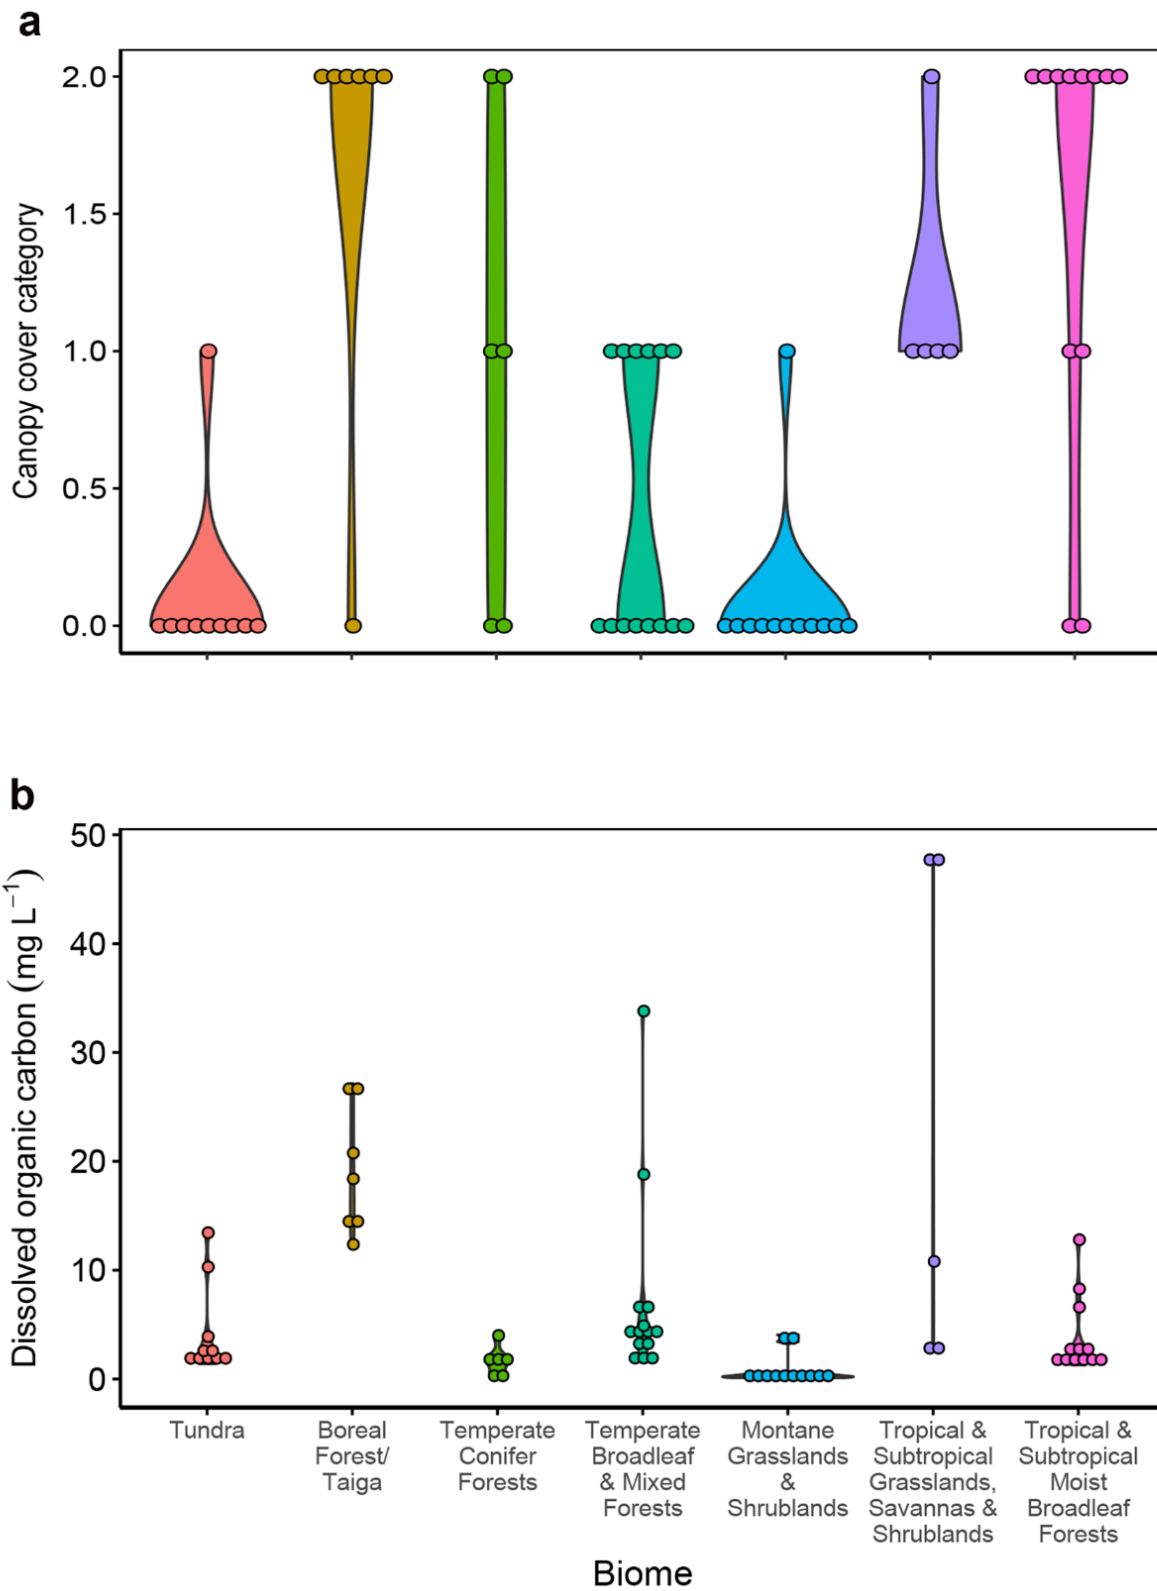 a
Canopy cover category
2.0
1.5
1.0
0.5
0.0
b
Dissolved organic carbon (mg L⁻¹)
50
40
30
20
10
0
Tundra
Boreal
Forest/
Taiga
Temperate
Conifer
Forests
Temperate
Broadleaf
& Mixed
Forests
Montane
Grasslands
&
Shrublands
Tropical &
Subtropical
Grasslands,
Savannas &
Shrublands
Tropical &
Subtropical
Moist
Broadleaf
Forests
Biome